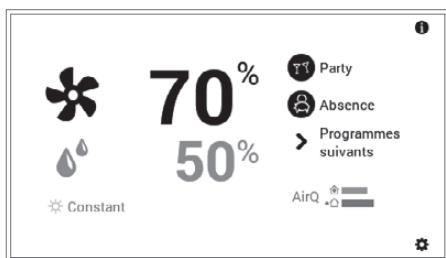 70%
50%
Constant
Party
Absence
Programmes
suivants
AirQ